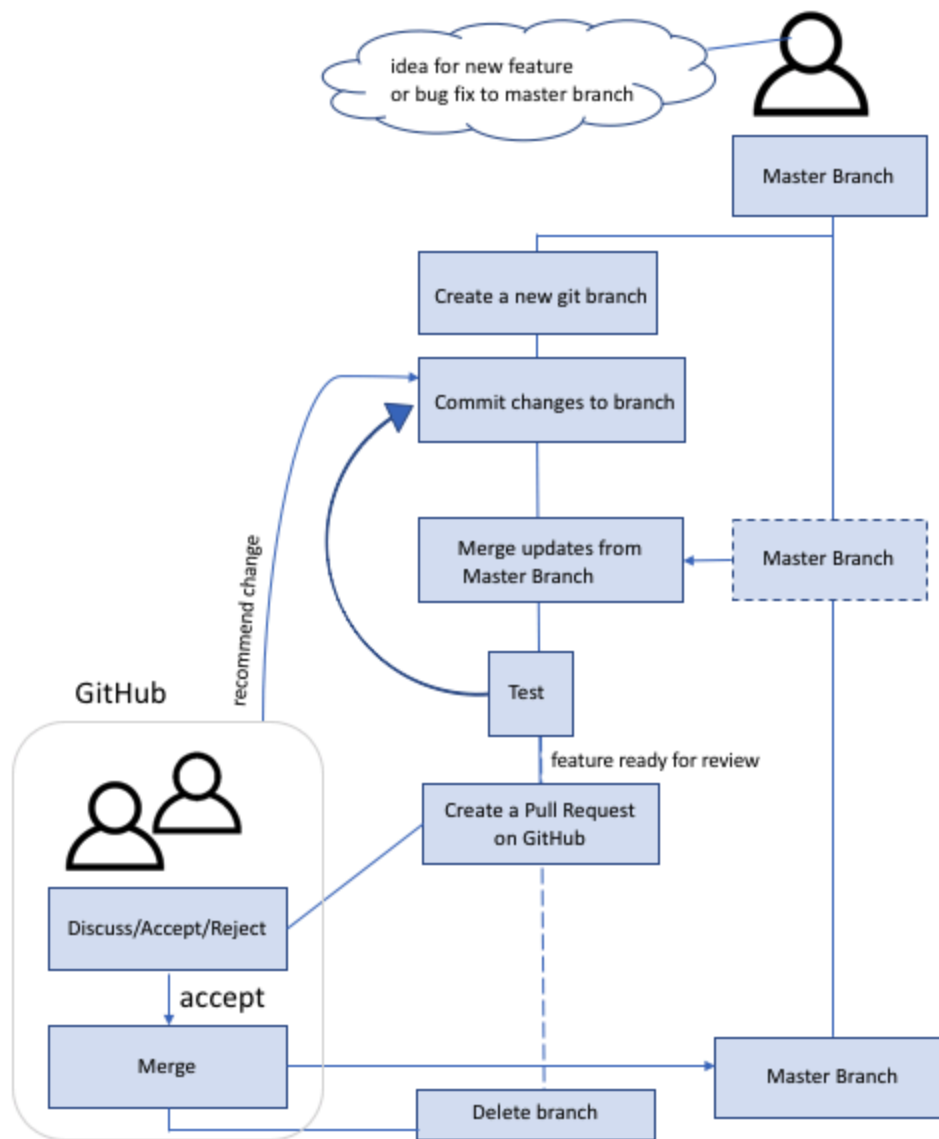 idea for new feature
or bug fix to master branch
Master Branch
Create a new git branch
Commit changes to branch
recommend change
Merge updates from
Master Branch
Master Branch
GitHub
Test
feature ready for review
Create a Pull Request
on GitHub
Discuss/Accept/Reject
accept
Merge
Master Branch
Delete branch